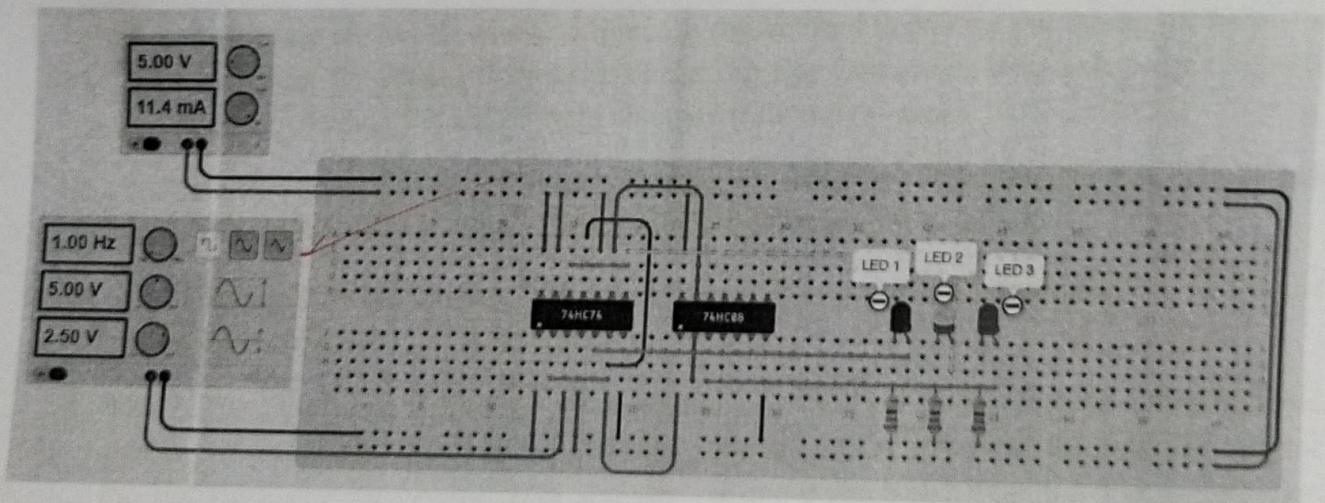 5.00 V
11.4 mA
1.00 Hz
5.00 V
2.50 V
LED 1
LED 2
LED 3
74HC74
74HC08